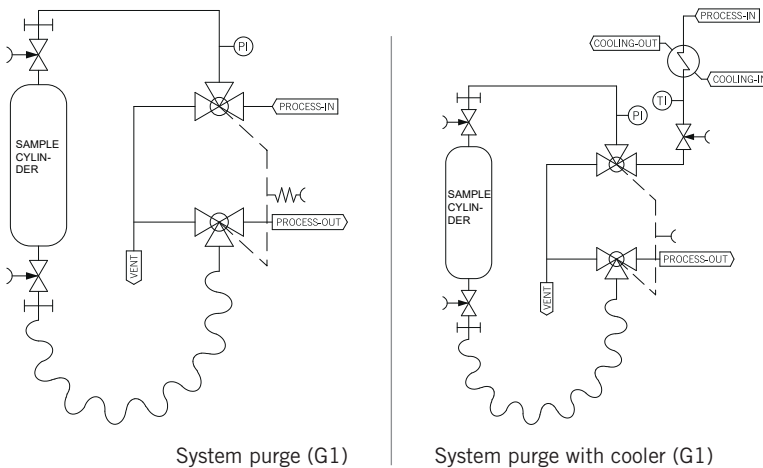 PI
PROCESS-IN
SAMPLE
CYLIN-
DER
PROCESS-OUT
VENT
System purge (G1)
PROCESS-IN
COOLING-OUT
COOLING-IN
TI
PI
SAMPLE
CYLIN-
DER
PROCESS-OUT
VENT
System purge with cooler (G1)